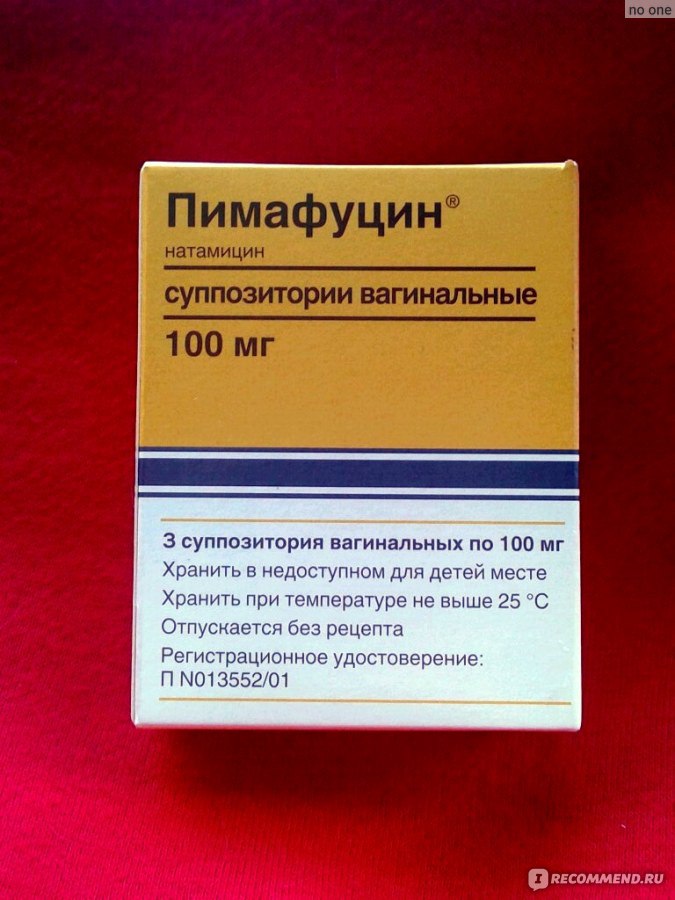 no one
Пимафуцин®
натамицин
суппозитории вагинальные
100 мг
3 суппозитория вагинальных по 100 мг
Хранить в недоступном для детей месте
Хранить при температуре не выше 25 °C
Отпускается без рецепта
Регистрационное удостоверение:
П N013552/01
IRECOMMEND.RU